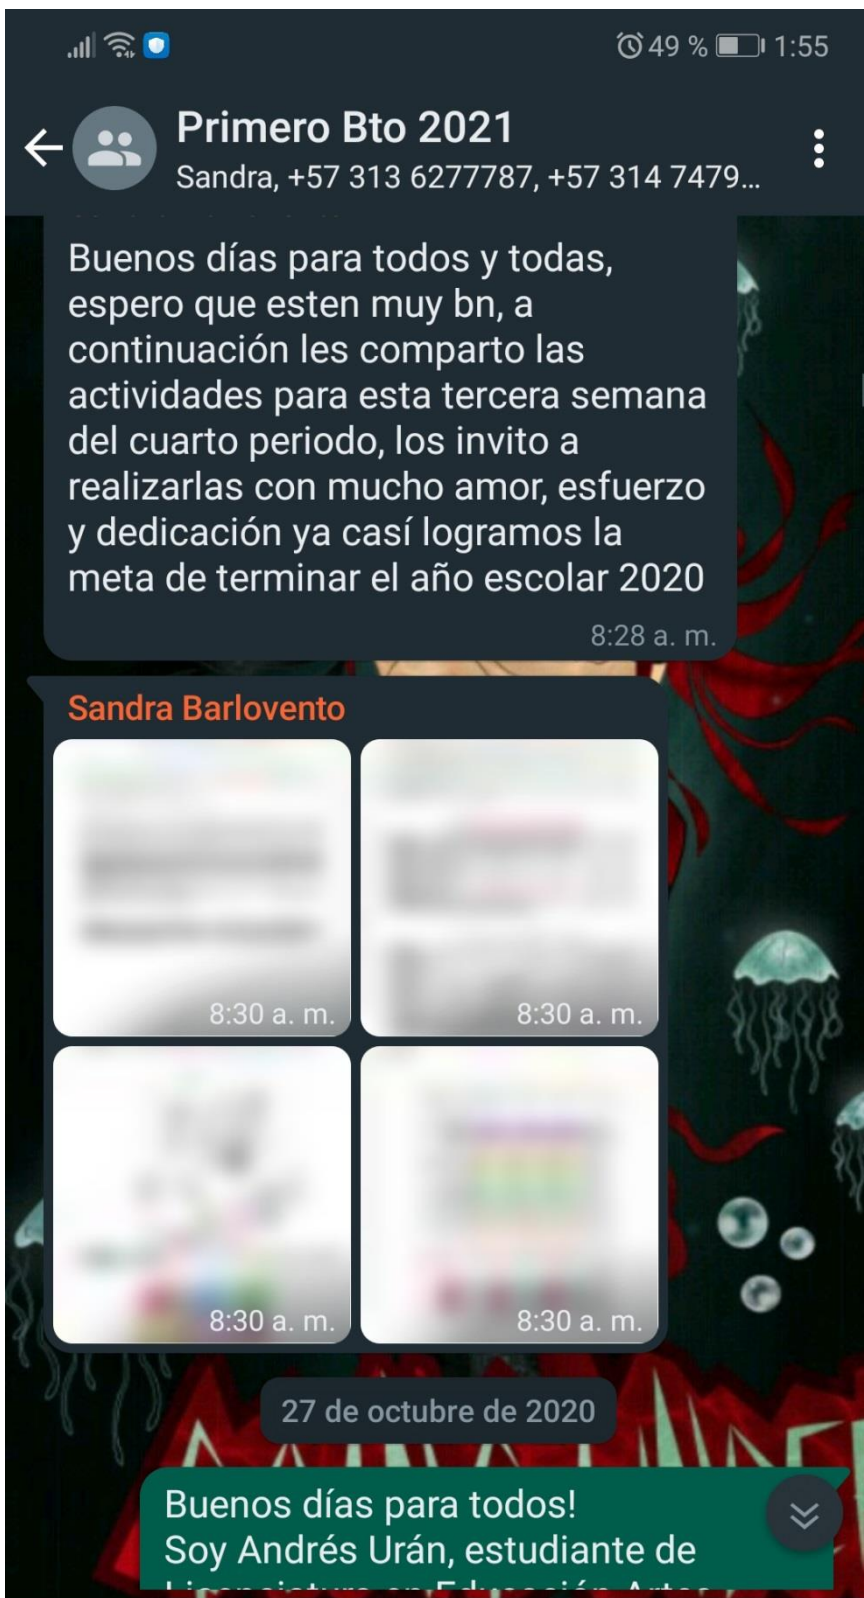 49 % 1:55
Primero Bto 2021
Sandra, +57 313 6277787, +57 314 7479...
Buenos días para todos y todas,
espero que esten muy bn, a
continuación les comparto las
actividades para esta tercera semana
del cuarto periodo, los invito a
realizarlas con mucho amor, esfuerzo
y dedicación ya casí logramos la
meta de terminar el año escolar 2020
8:28 a. m.
Sandra Barlovento
8:30 a. m. 8:30 a. m.
8:30 a. m. 8:30 a. m.
27 de octubre de 2020
Buenos días para todos!
Soy Andrés Urán, estudiante de
Licenciatura en Educación Artes